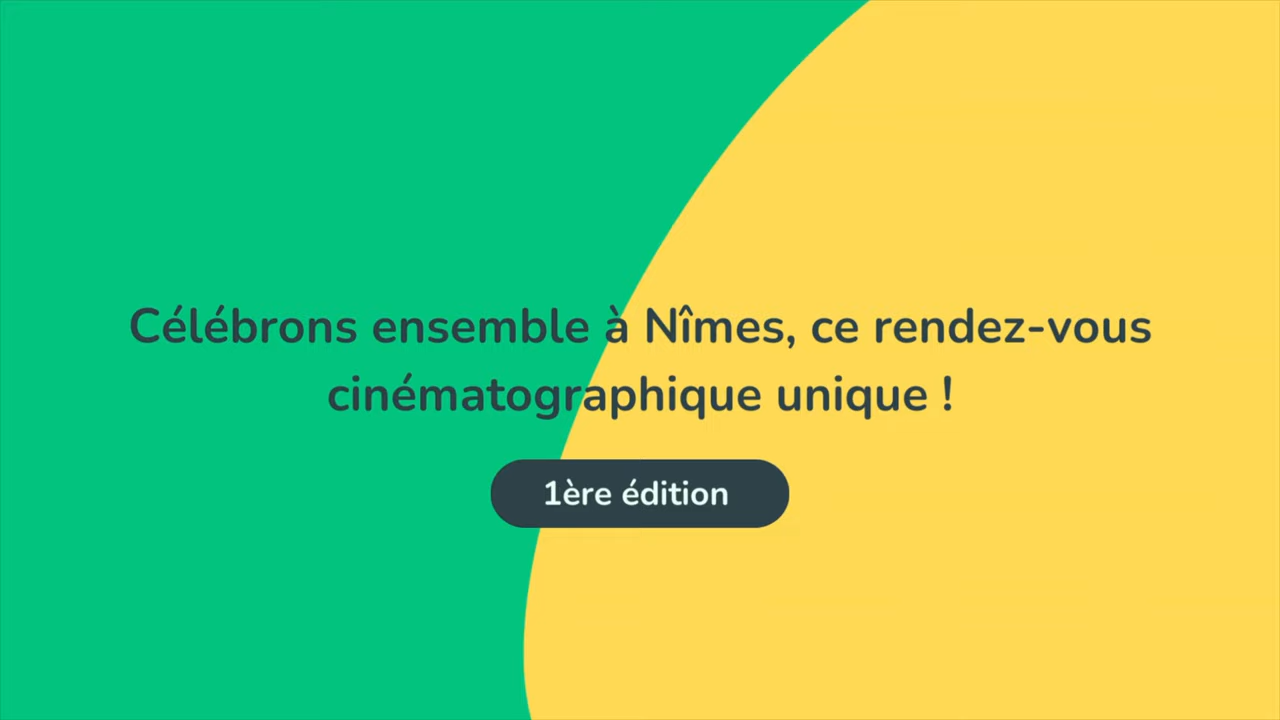 Célébrons ensemble à Nîmes, ce rendez-vous
cinématographique unique !
1ère édition